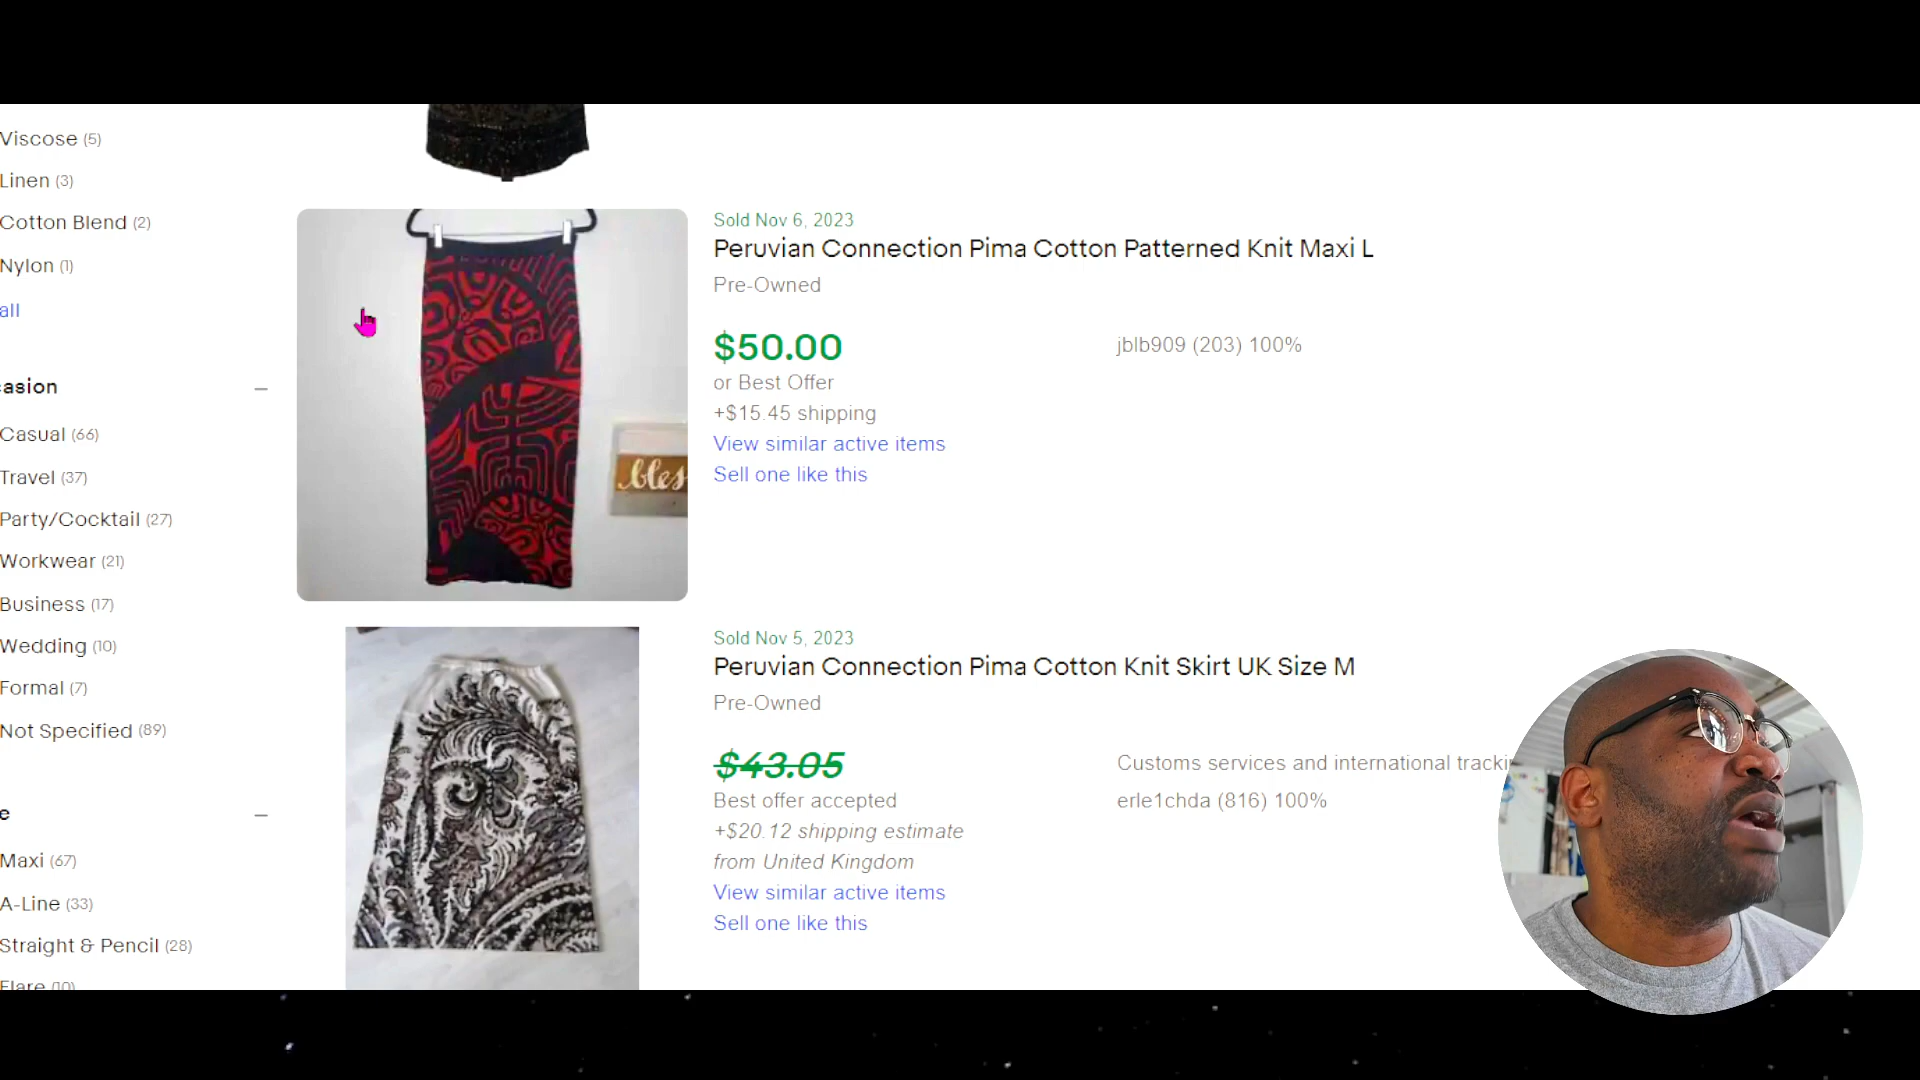 Viscose (5)
Linen (3)
Cotton Blend (2)
Nylon (1)
all
casion
Casual (66)
Travel (37)
Party/Cocktail (27)
Workwear (21)
Business (17)
Wedding (10)
Formal (7)
Not Specified (89)
e
Maxi (67)
A-Line (33)
Straight & Pencil (28)
Flare (10)
bles
Sold Nov 6, 2023
Peruvian Connection Pima Cotton Patterned Knit Maxi L
Pre-Owned
$50.00
or Best Offer
+$15.45 shipping
View similar active items
Sell one like this
jblb909 (203) 100%
Sold Nov 5, 2023
Peruvian Connection Pima Cotton Knit Skirt UK Size M
Pre-Owned
$43.05
Best offer accepted
+$20.12 shipping estimate
from United Kingdom
View similar active items
Sell one like this
Customs services and international tracki
erle1chda (816) 100%